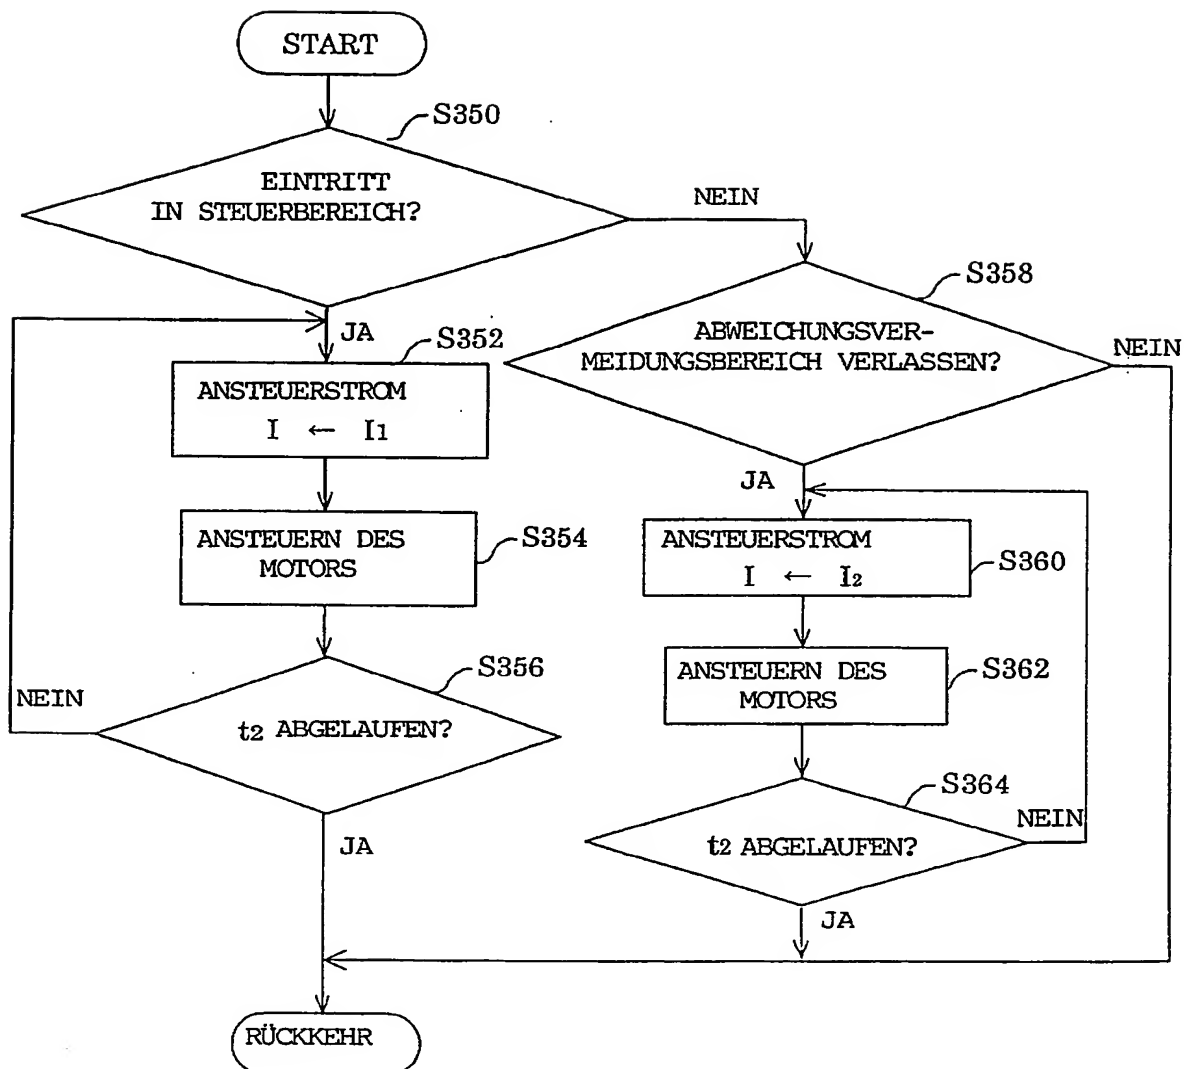 START
S350
EINTRITT
IN STEUERBEREICH?
NEIN
S358
ABWEICHUNGSVER-
MEIDUNGSBEREICH VERLASSEN?
NEIN
JA
S352
ANSTEUERSTROM
I ← I1
ANSTEUERN DES
MOTORS
S354
S356
NEIN
t2 ABGELAUFEN?
JA
JA
ANSTEUERSTROM
I ← I2
S360
ANSTEUERN DES
MOTORS
S362
S364
NEIN
t2 ABGELAUFEN?
JA
RÜCKKEHR